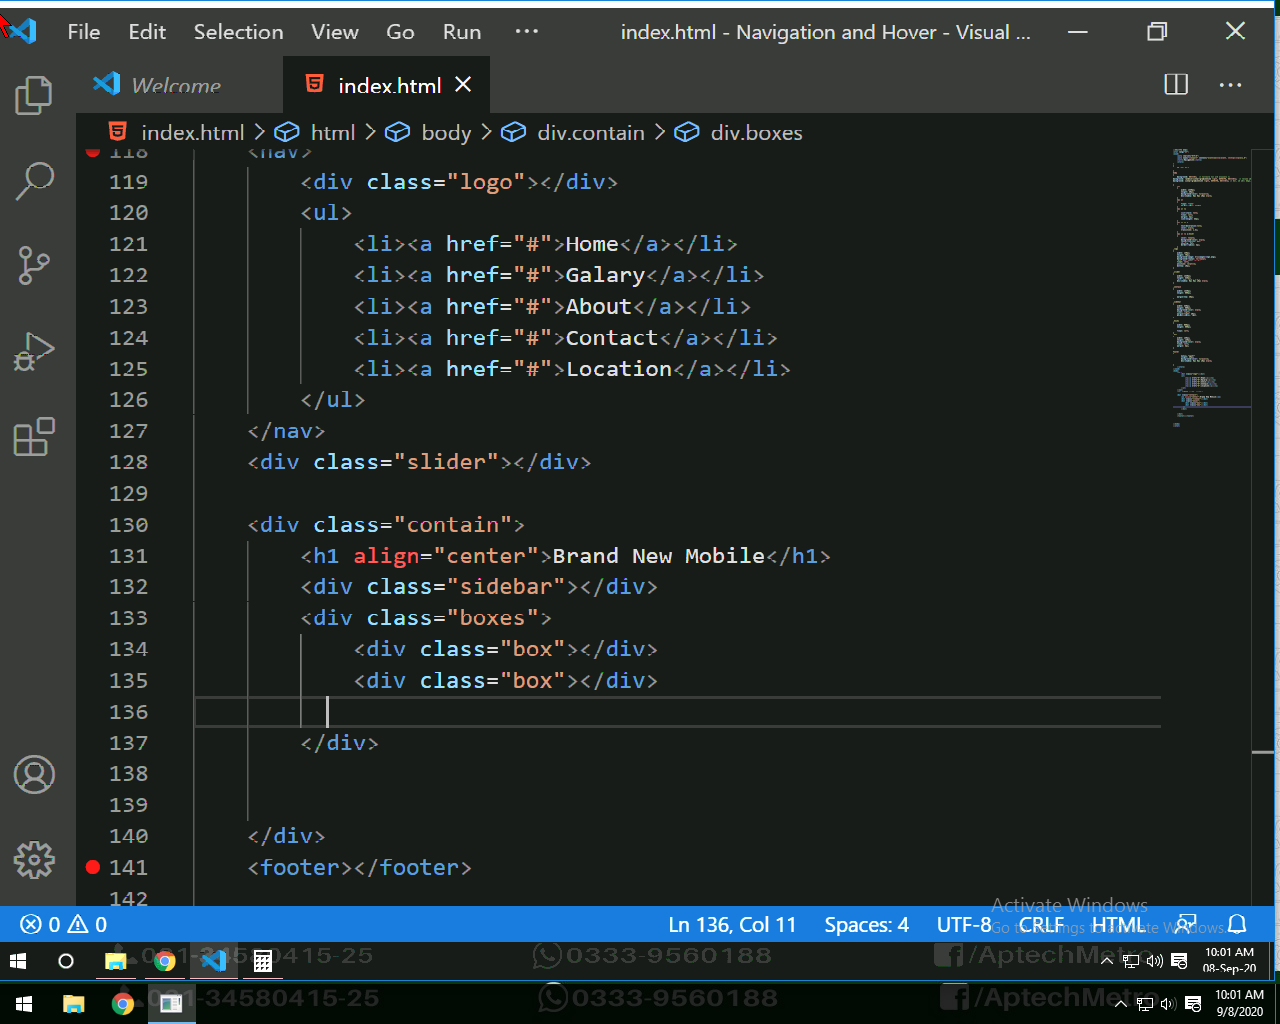 File Edit Selection View Go Run ··· index.html - Navigation and Hover - Visual ...
Welcome index.html
index.html > html > body > div.contain > div.boxes
118 <nav>
119 <div class="logo"></div>
120 <ul>
121 <li><a href="#">Home</a></li>
122 <li><a href="#">Galary</a></li>
123 <li><a href="#">About</a></li>
124 <li><a href="#">Contact</a></li>
125 <li><a href="#">Location</a></li>
126 </ul>
127 </nav>
128 <div class="slider"></div>
129
130 <div class="contain">
131 <h1 align="center">Brand New Mobile</h1>
132 <div class="sidebar"></div>
133 <div class="boxes">
134 <div class="box"></div>
135 <div class="box"></div>
136
137 </div>
138
139
140 </div>
141 <footer></footer>
142
Activate Windows
Go to Settings to activate Windows.
0 0 Ln 136, Col 11 Spaces: 4 UTF-8 CRLF HTML
021-34580415-25 0333-9560188 /AptechMetro 10:01 AM
08-Sep-20
021-34580415-25 0333-9560188 /AptechMetro 10:01 AM
9/8/2020